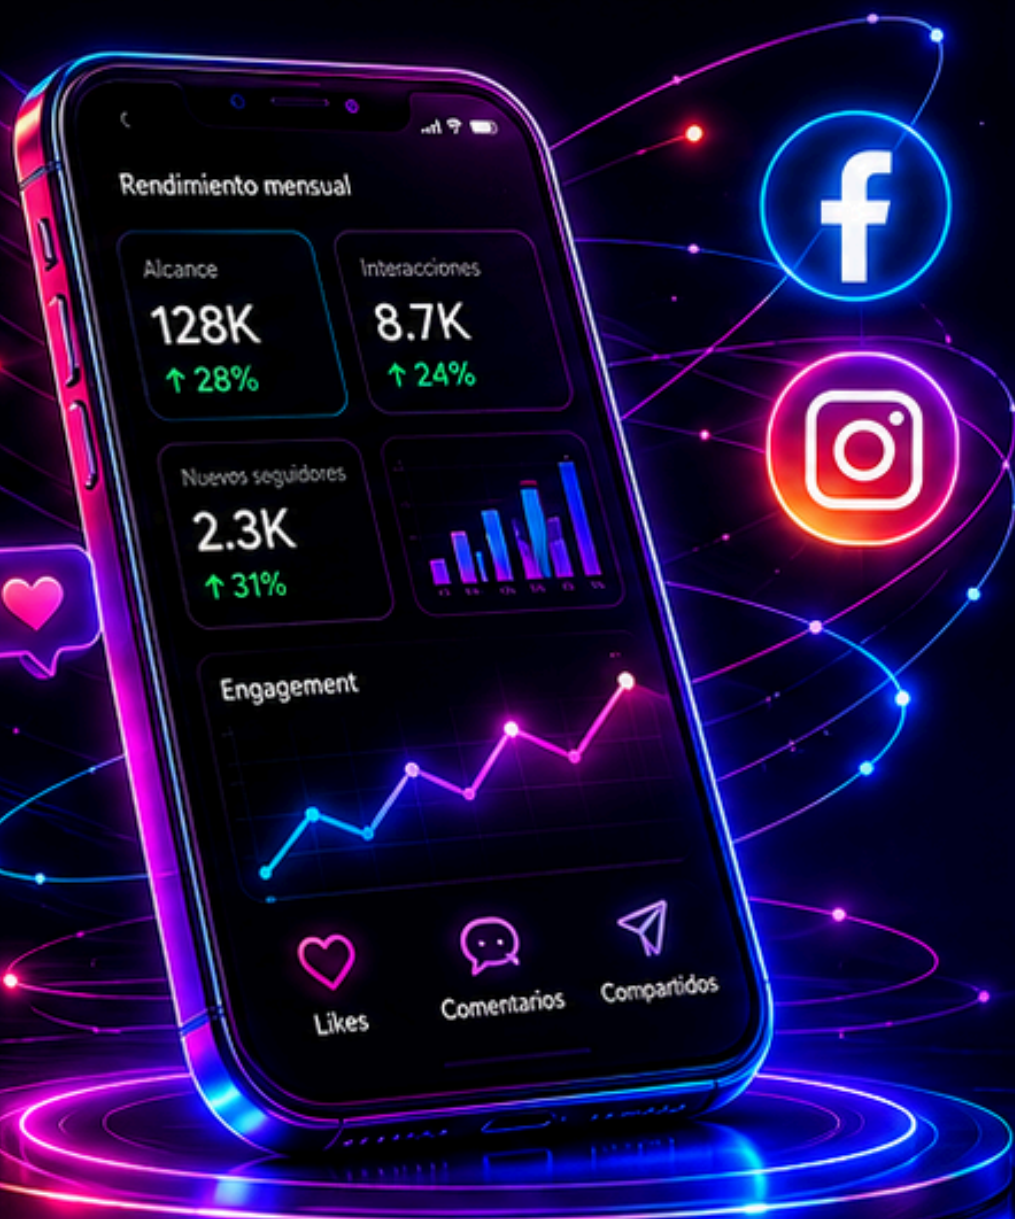 Rendimiento mensual
Alcance
128K
↑ 28%
Interacciones
8.7K
↑ 24%
Nuevos seguidores
2.3K
↑ 31%
Engagement
Likes
Comentarios
Compartidos